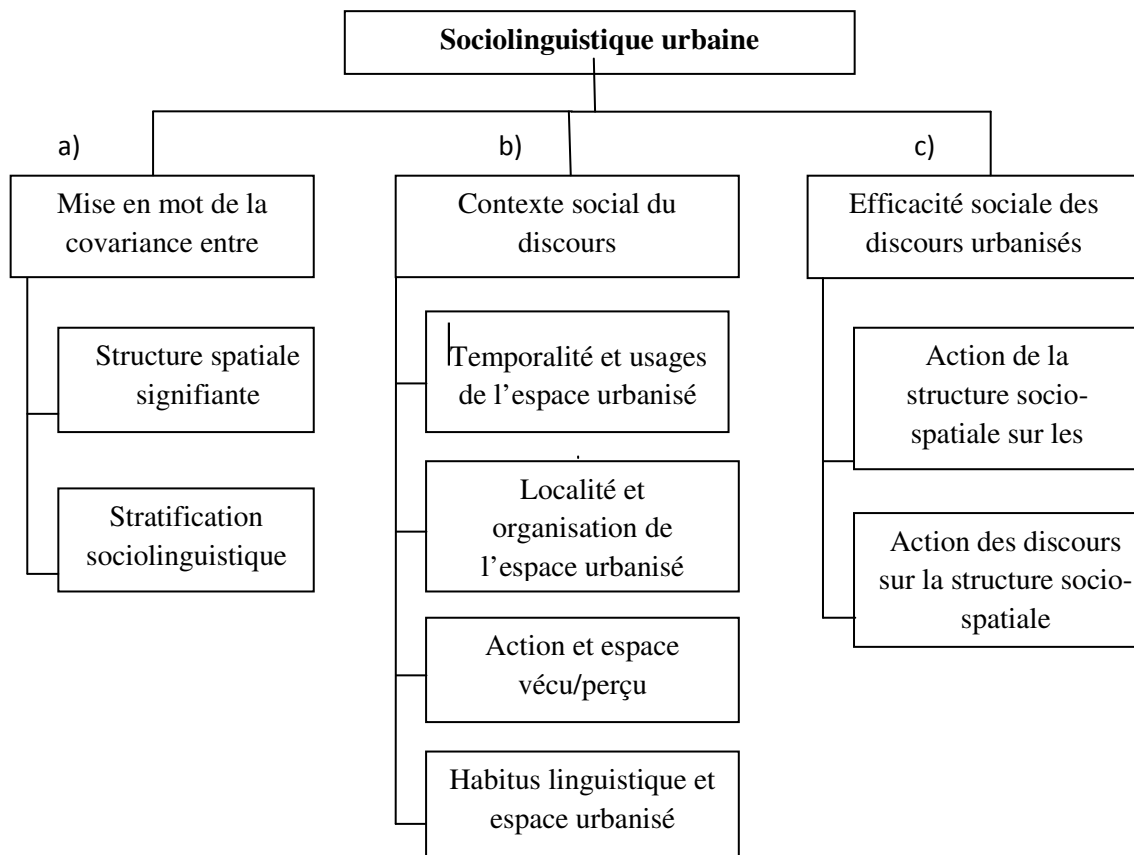 Sociolinguistique urbaine
a)
Mise en mot de la
covariance entre
Structure spatiale
signifiante
Stratification
sociolinguistique
b)
Contexte social du
discours
Temporalité et usages
de l’espace urbanisé
Localité et
organisation de
l’espace urbanisé
Action et espace
vécu/perçu
Habitus linguistique et
espace urbanisé
c)
Efficacité sociale des
discours urbanisés
Action de la
structure socio-
spatiale sur les
Action des discours
sur la structure socio-
spatiale